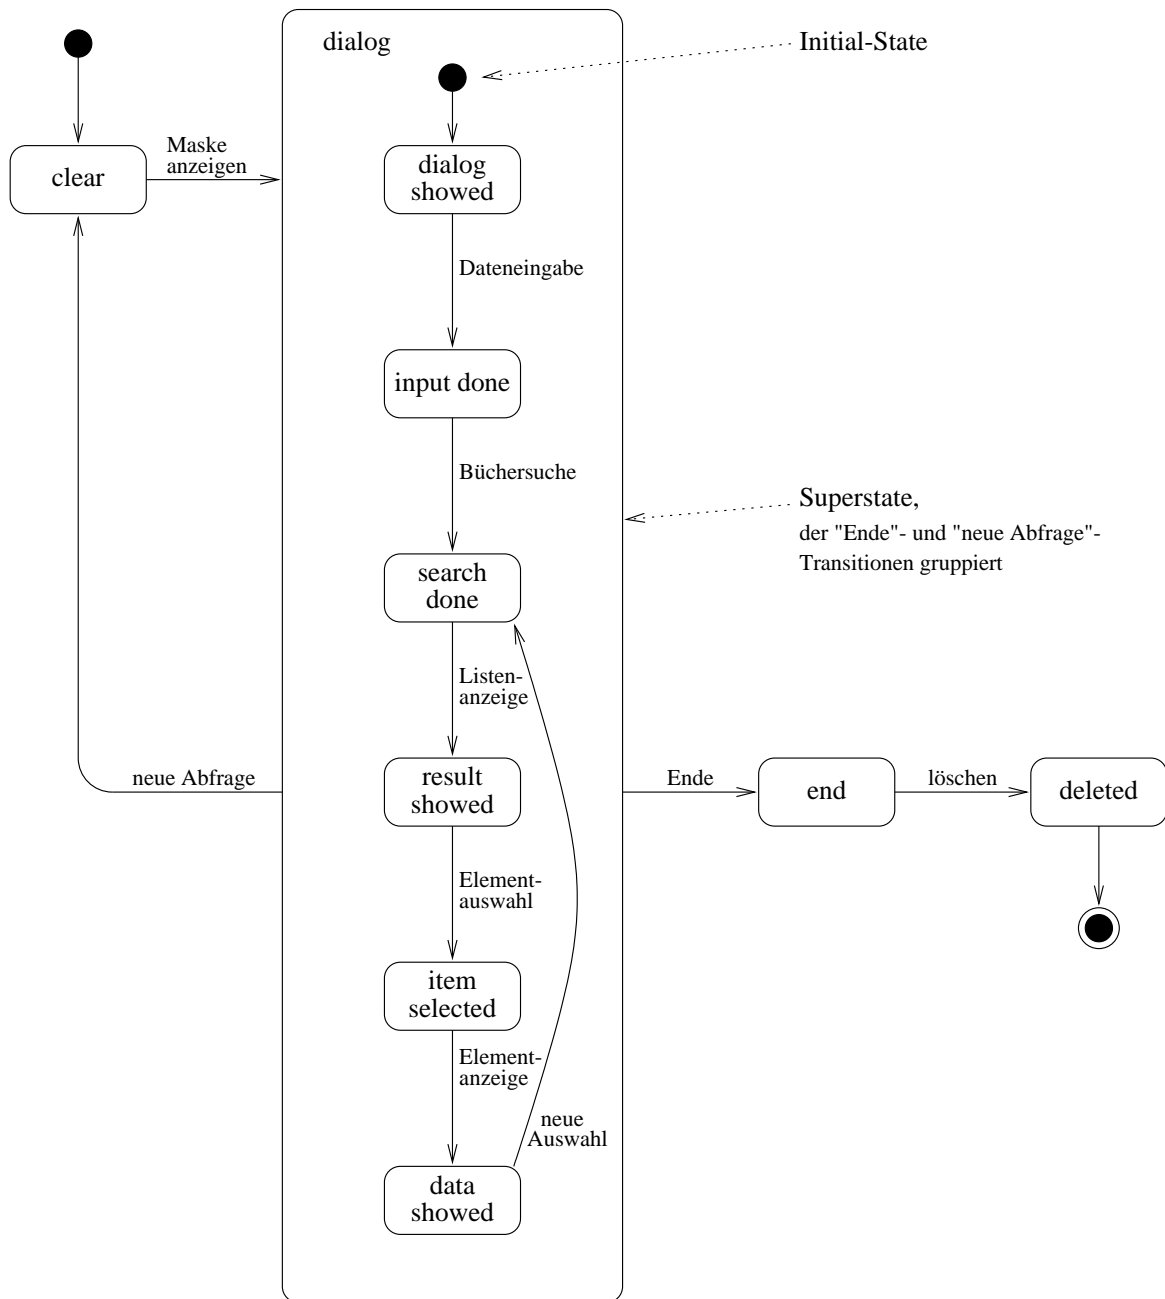 dialog
Initial-State
clear
Maske
anzeigen
dialog
showed
Dateneingabe
input done
Büchersuche
Superstate,
der "Ende"- und "neue Abfrage"-
Transitionen gruppiert
search
done
Listen-
anzeige
neue Abfrage
result
showed
Ende
end
löschen
deleted
Element-
auswahl
item
selected
Element-
anzeige
neue
Auswahl
data
showed